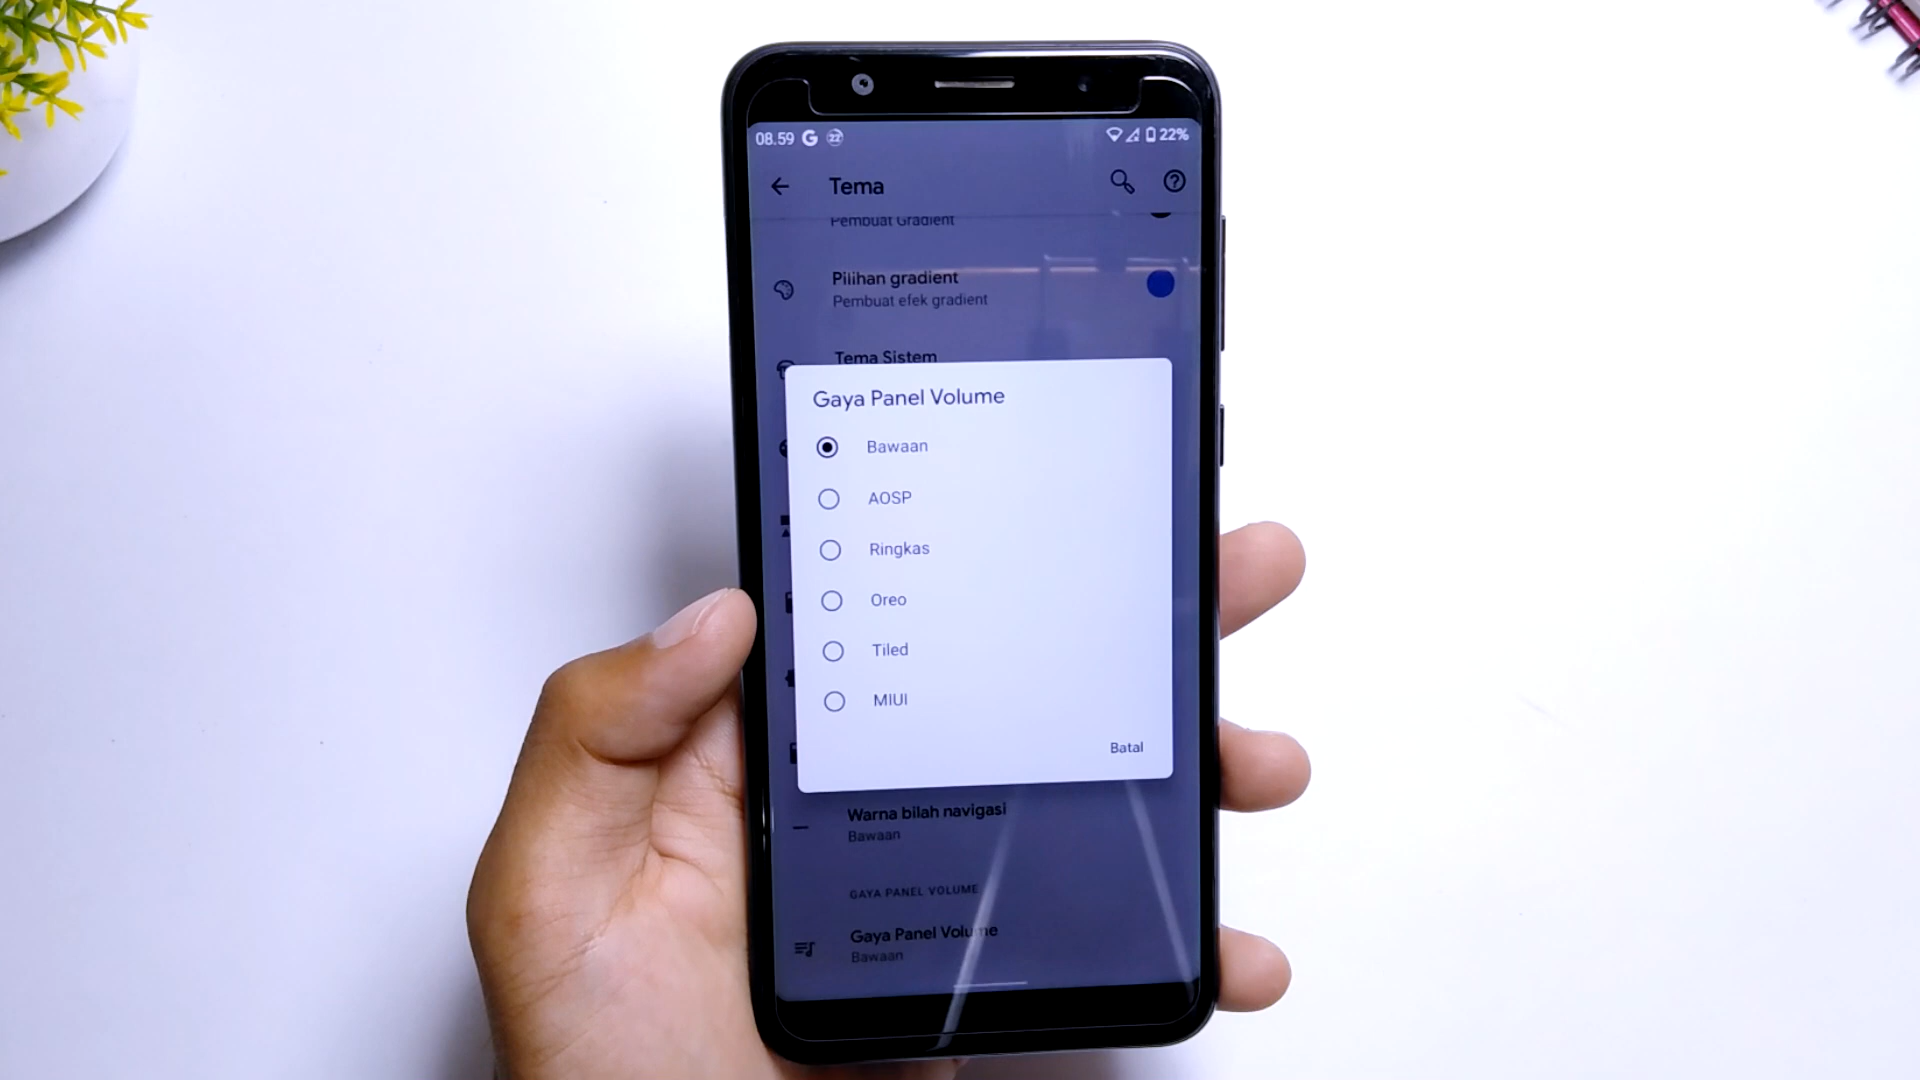 08.59 G 22 22%
Tema
Pembuat Gradient
Pilihan gradient
Pembuat efek gradient
Tema Sistem
Gaya Panel Volume
Bawaan
AOSP
Ringkas
Oreo
Tiled
MIUI
Batal
Warna bilah navigasi
Bawaan
GAYA PANEL VOLUME
Gaya Panel Volume
Bawaan